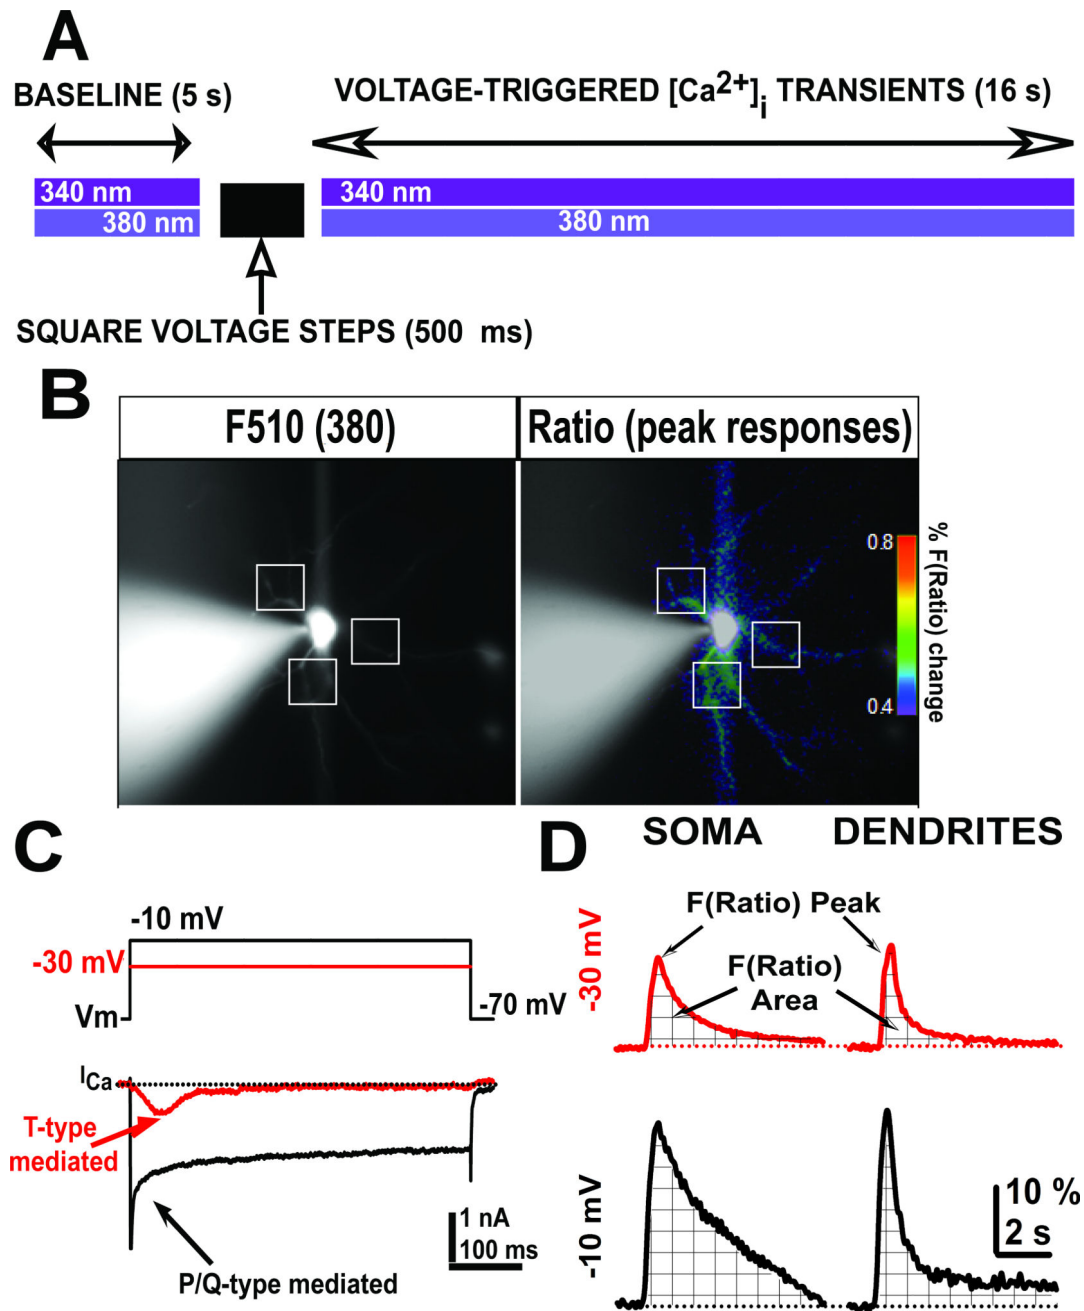 A
BASELINE (5 s)
VOLTAGE-TRIGGERED [Ca2+]i TRANSIENTS (16 s)
340 nm
380 nm
340 nm
380 nm
SQUARE VOLTAGE STEPS (500 ms)
B
F510 (380)
Ratio (peak responses)
0.8
0.4
% F(Ratio) change
C
-10 mV
-30 mV
Vm
-70 mV
ICa
T-type
mediated
P/Q-type mediated
1 nA
100 ms
D
SOMA
DENDRITES
-30 mV
F(Ratio) Peak
F(Ratio)
Area
-10 mV
10 %
2 s